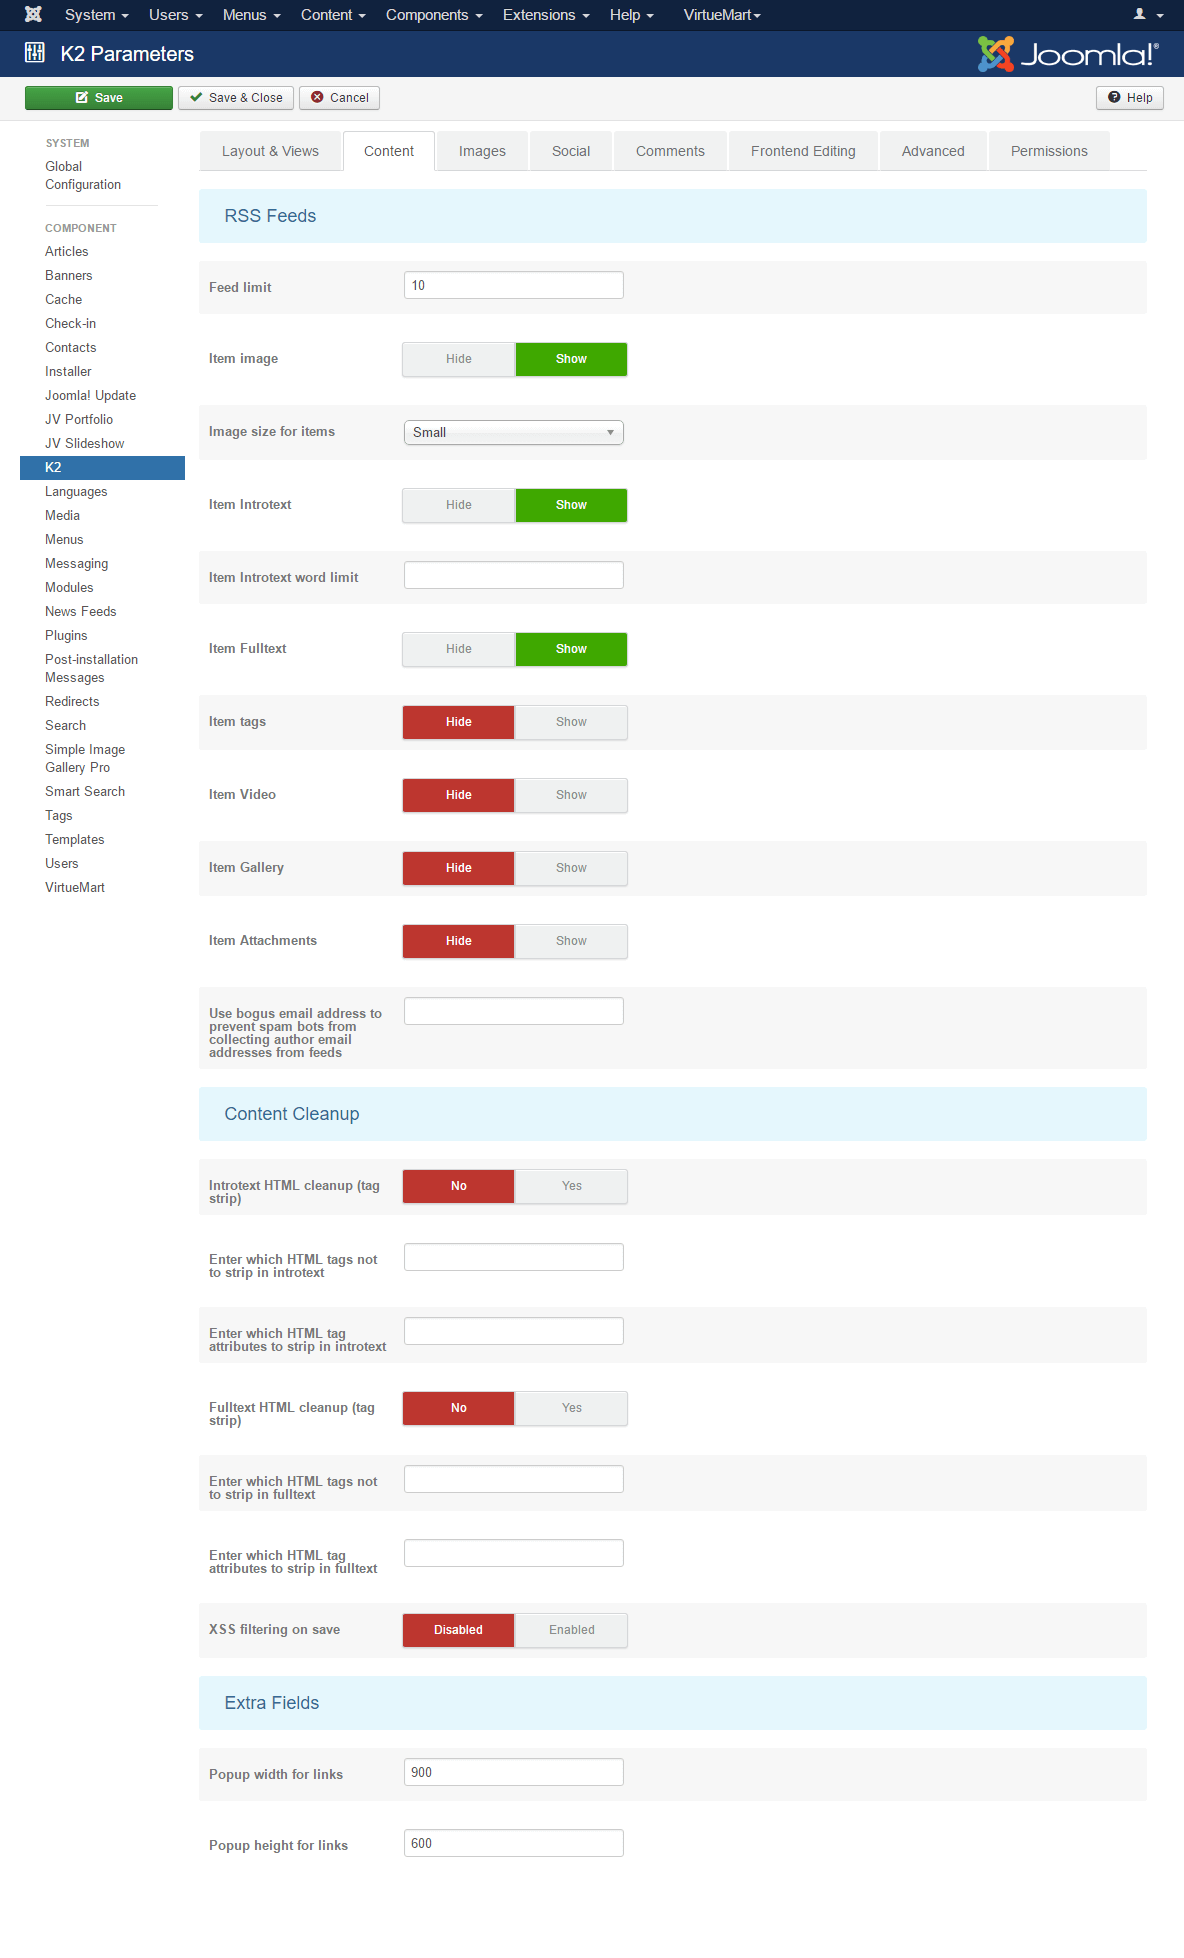 System Users Menus Content Components Extensions Help VirtueMart
K2 Parameters
Joomla!®
Save Save & Close Cancel Help
SYSTEM
Global
Configuration
COMPONENT
Articles
Banners
Cache
Check-in
Contacts
Installer
Joomla! Update
JV Portfolio
JV Slideshow
K2
Languages
Media
Menus
Messaging
Modules
News Feeds
Plugins
Post-installation
Messages
Redirects
Search
Simple Image
Gallery Pro
Smart Search
Tags
Templates
Users
VirtueMart
Layout & Views Content Images Social Comments Frontend Editing Advanced Permissions
RSS Feeds
Feed limit 10
Item image Hide Show
Image size for items Small
Item Introtext Hide Show
Item Introtext word limit
Item Fulltext Hide Show
Item tags Hide Show
Item Video Hide Show
Item Gallery Hide Show
Item Attachments Hide Show
Use bogus email address to
prevent spam bots from
collecting author email
addresses from feeds
Content Cleanup
Introtext HTML cleanup (tag
strip) No Yes
Enter which HTML tags not
to strip in introtext
Enter which HTML tag
attributes to strip in introtext
Fulltext HTML cleanup (tag
strip) No Yes
Enter which HTML tags not
to strip in fulltext
Enter which HTML tag
attributes to strip in fulltext
XSS filtering on save Disabled Enabled
Extra Fields
Popup width for links 900
Popup height for links 600